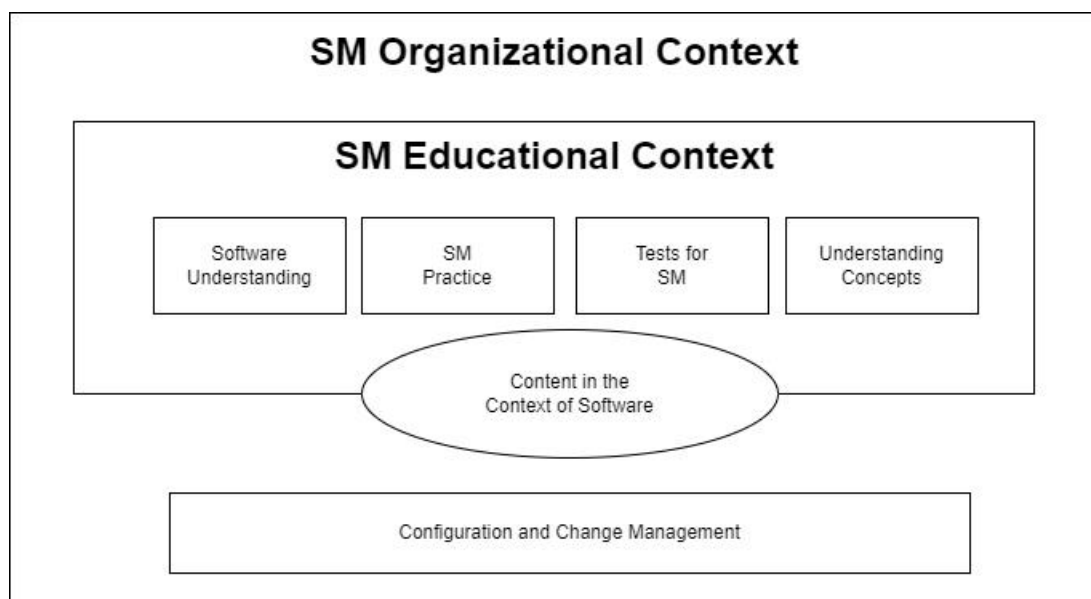 SM Organizational Context
SM Educational Context
Software
Understanding
SM
Practice
Tests for
SM
Understanding
Concepts
Content in the
Context of Software
Configuration and Change Management